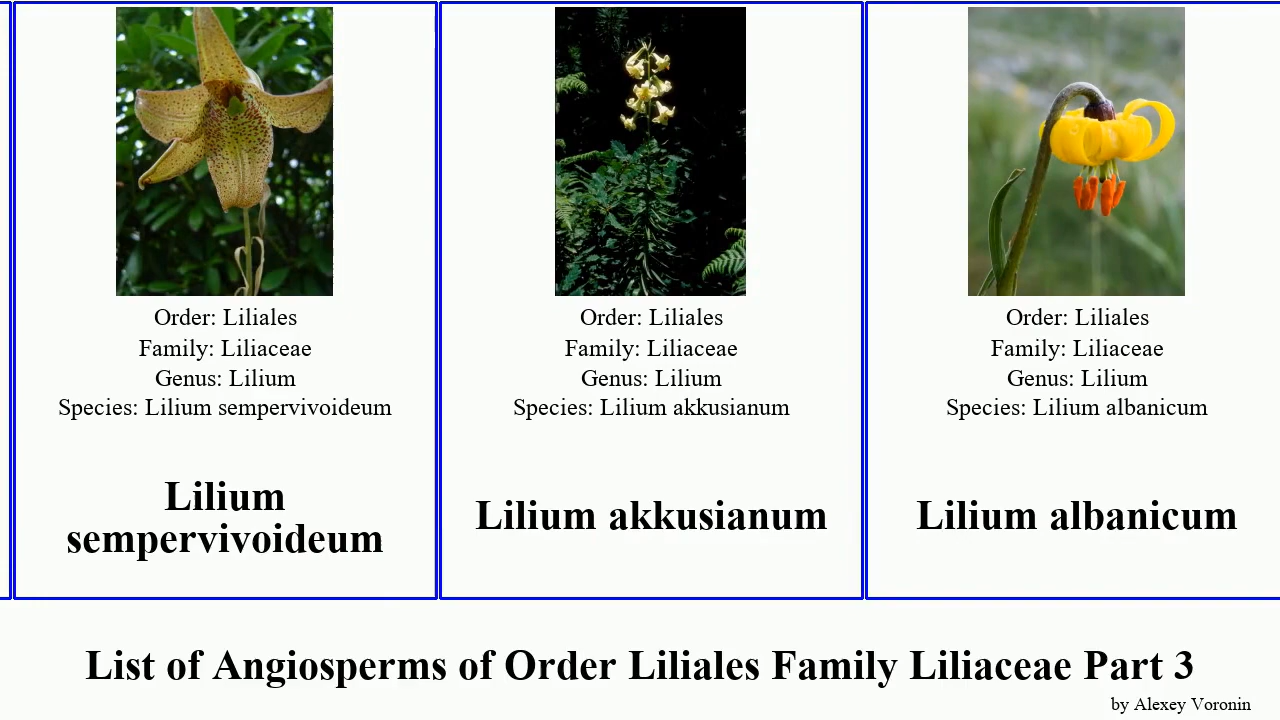 Order: Liliales
Family: Liliaceae
Genus: Lilium
Species: Lilium sempervivoideum
Lilium
sempervivoideum
Order: Liliales
Family: Liliaceae
Genus: Lilium
Species: Lilium akkusianum
Lilium akkusianum
Order: Liliales
Family: Liliaceae
Genus: Lilium
Species: Lilium albanicum
Lilium albanicum
List of Angiosperms of Order Liliales Family Liliaceae Part 3
by Alexey Voronin